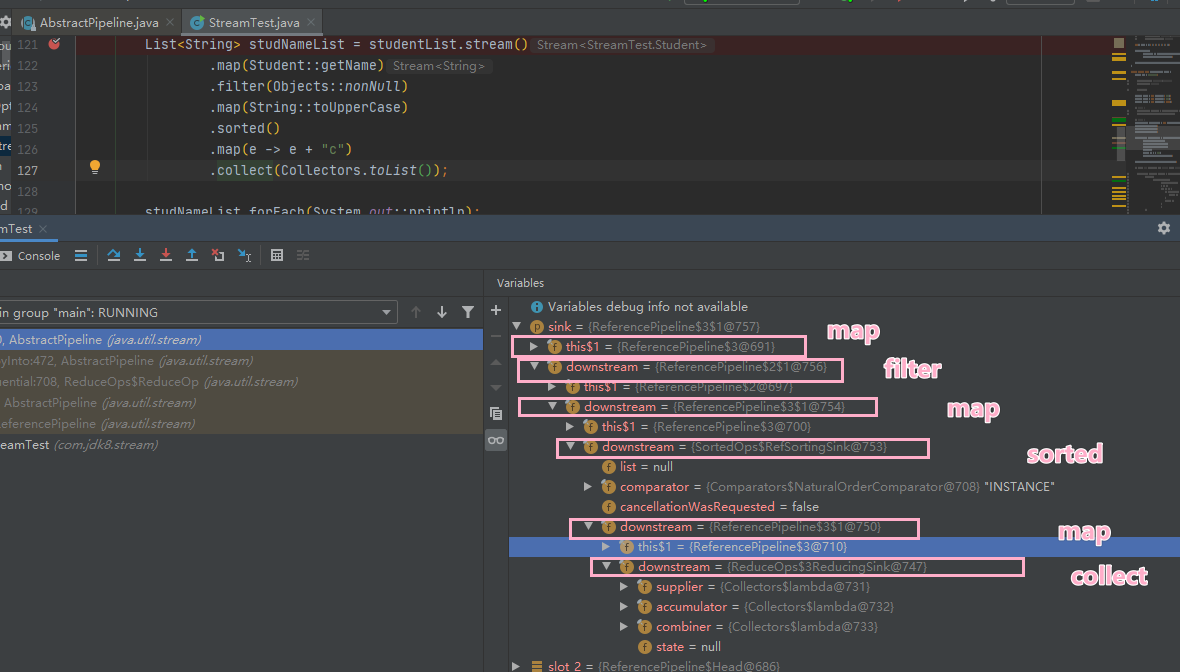 AbstractPipeline.java
StreamTest.java
121 List<String> studNameList = studentList.stream() Stream<StreamTest.Student>
122 .map(Student::getName) Stream<String>
123 .filter(Objects::nonNull)
124 .map(String::toUpperCase)
125 .sorted()
126 .map(e -> e + "c")
127 .collect(Collectors.toList());
128
129 studNameList.forEach(System.out::println);
mTest
Console
Variables
in group "main": RUNNING
, AbstractPipeline (java.util.stream)
yInto:472, AbstractPipeline (java.util.stream)
ential:708, ReduceOps$ReduceOp (java.util.stream)
AbstractPipeline (java.util.stream)
ReferencePipeline (java.util.stream)
eamTest (com.jdk8.stream)
Variables debug info not available
sink = {ReferencePipeline$3$1@757}
map
this$1 = {ReferencePipeline$3@691}
downstream = {ReferencePipeline$2$1@756}
filter
this$1 = {ReferencePipeline$2@697}
downstream = {ReferencePipeline$3$1@754}
map
this$1 = {ReferencePipeline$3@700}
downstream = {SortedOps$RefSortingSink@753}
sorted
list = null
comparator = {Comparators$NaturalOrderComparator@708} "INSTANCE"
cancellationWasRequested = false
downstream = {ReferencePipeline$3$1@750}
map
this$1 = {ReferencePipeline$3@710}
downstream = {ReduceOps$3ReducingSink@747}
collect
supplier = {Collectors$lambda@731}
accumulator = {Collectors$lambda@732}
combiner = {Collectors$lambda@733}
state = null
slot 2 = {ReferencePipeline$Head@686}